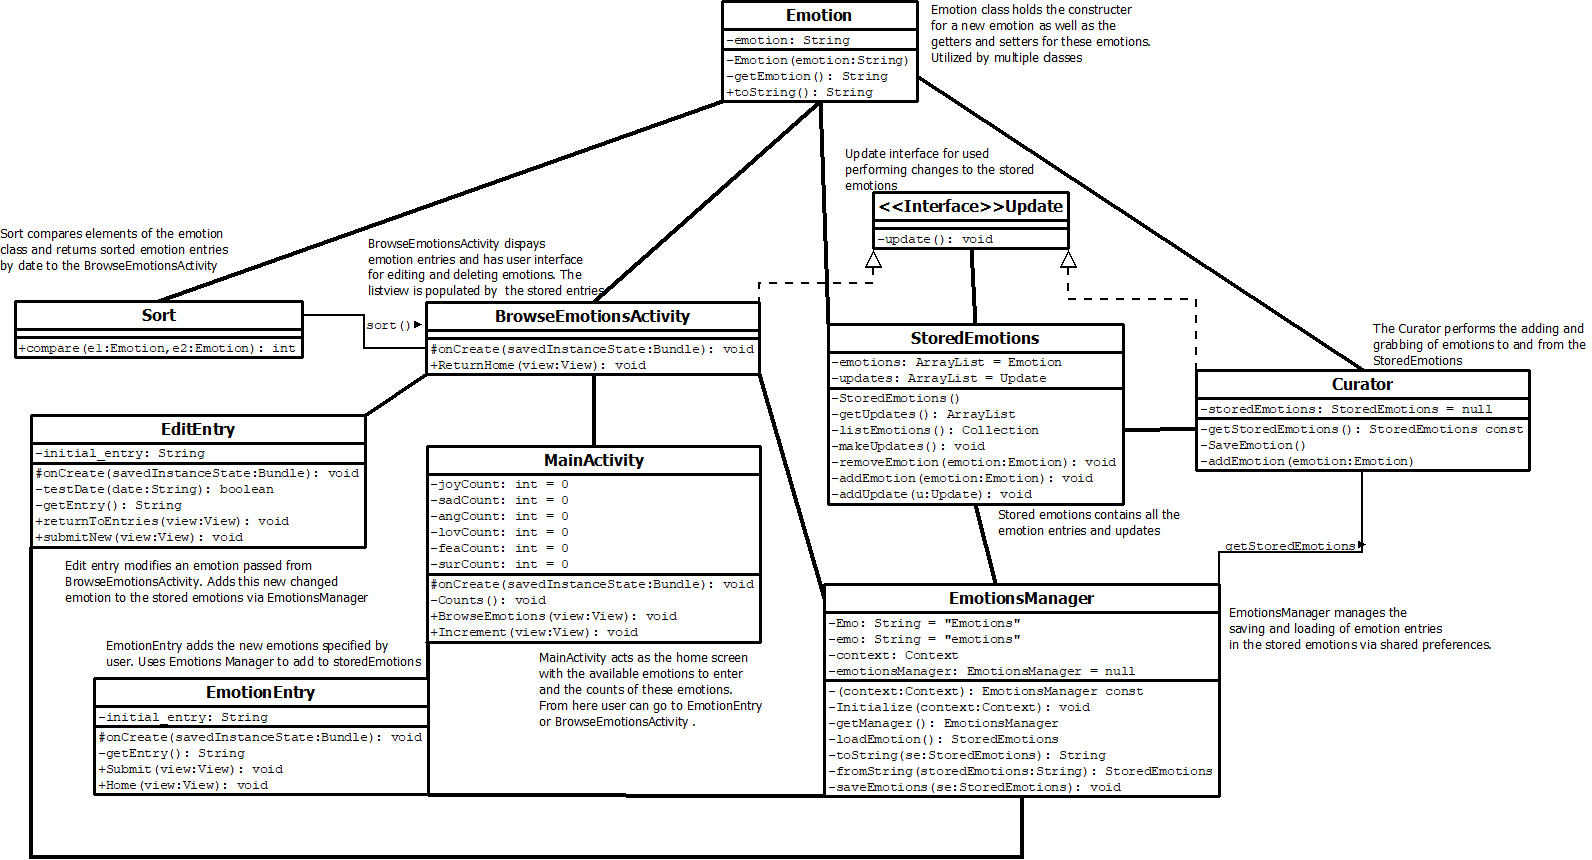 Emotion
-emotion: String
-Emotion(emotion:String)
-getEmotion(): String
+toString(): String
Emotion class holds the constructer
for a new emotion as well as the
getters and setters for these emotions.
Utilized by multiple classes
Update interface for used
performing changes to the stored
emotions
<<Interface>>Update
-update(): void
Sort compares elements of the emotion
class and returns sorted emotion entries
by date to the BrowseEmotionsActivity
BrowseEmotionsActivity dispays
emotion entries and has user interface
for editing and deleting emotions. The
listview is populated by  the stored entries
Sort
+compare(e1:Emotion,e2:Emotion): int
sort()
BrowseEmotionsActivity
#onCreate(savedInstanceState:Bundle): void
+ReturnHome(view:View): void
StoredEmotions
-emotions: ArrayList = Emotion
-updates: ArrayList = Update
-StoredEmotions()
-getUpdates(): ArrayList
-listEmotions(): Collection
-makeUpdates(): void
-removeEmotion(emotion:Emotion): void
-addEmotion(emotion:Emotion): void
-addUpdate(u:Update): void
Stored emotions contains all the
emotion entries and updates
The Curator performs the adding and
grabbing of emotions to and from the
StoredEmotions
Curator
-storedEmotions: StoredEmotions = null
-getStoredEmotions(): StoredEmotions const
-SaveEmotion()
-addEmotion(emotion:Emotion)
getStoredEmotions
EditEntry
-initial_entry: String
#onCreate(savedInstanceState:Bundle): void
-testDate(date:String): boolean
-getEntry(): String
+returnToEntries(view:View): void
+submitNew(view:View): void
Edit entry modifies an emotion passed from
BrowseEmotionsActivity. Adds this new changed
emotion to the stored emotions via EmotionsManager
MainActivity
-joyCount: int = 0
-sadCount: int = 0
-angCount: int = 0
-lovCount: int = 0
-feaCount: int = 0
-surCount: int = 0
#onCreate(savedInstanceState:Bundle): void
-Counts(): void
+BrowseEmotions(view:View): void
+Increment(view:View): void
MainActivity acts as the home screen
with the available emotions to enter
and the counts of these emotions.
From here user can go to EmotionEntry
or BrowseEmotionsActivity .
EmotionEntry adds the new emotions specified by
user. Uses Emotions Manager to add to storedEmotions
EmotionEntry
-initial_entry: String
#onCreate(savedInstanceState:Bundle): void
-getEntry(): String
+Submit(view:View): void
+Home(view:View): void
EmotionsManager
-Emo: String = "Emotions"
-emo: String = "emotions"
-context: Context
-emotionsManager: EmotionsManager = null
-(context:Context): EmotionsManager const
-Initialize(context:Context): void
-getManager(): EmotionsManager
-loadEmotion(): StoredEmotions
-toString(se:StoredEmotions): String
-fromString(storedEmotions:String): StoredEmotions
-saveEmotions(se:StoredEmotions): void
EmotionsManager manages the
saving and loading of emotion entries
in the stored emotions via shared preferences.